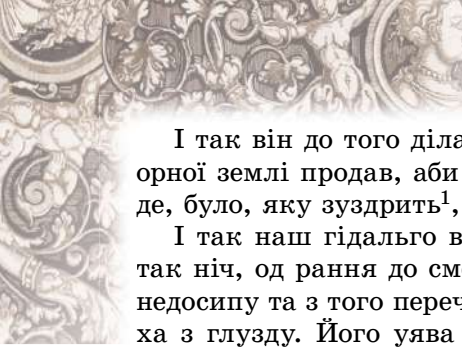 І так він до того діла
орної землі продав, аби
де, було, яку зуздрить¹,
І так наш гідальго в
так ніч, од рання до см
недосипу та з того переч
ха з глузду. Його уява